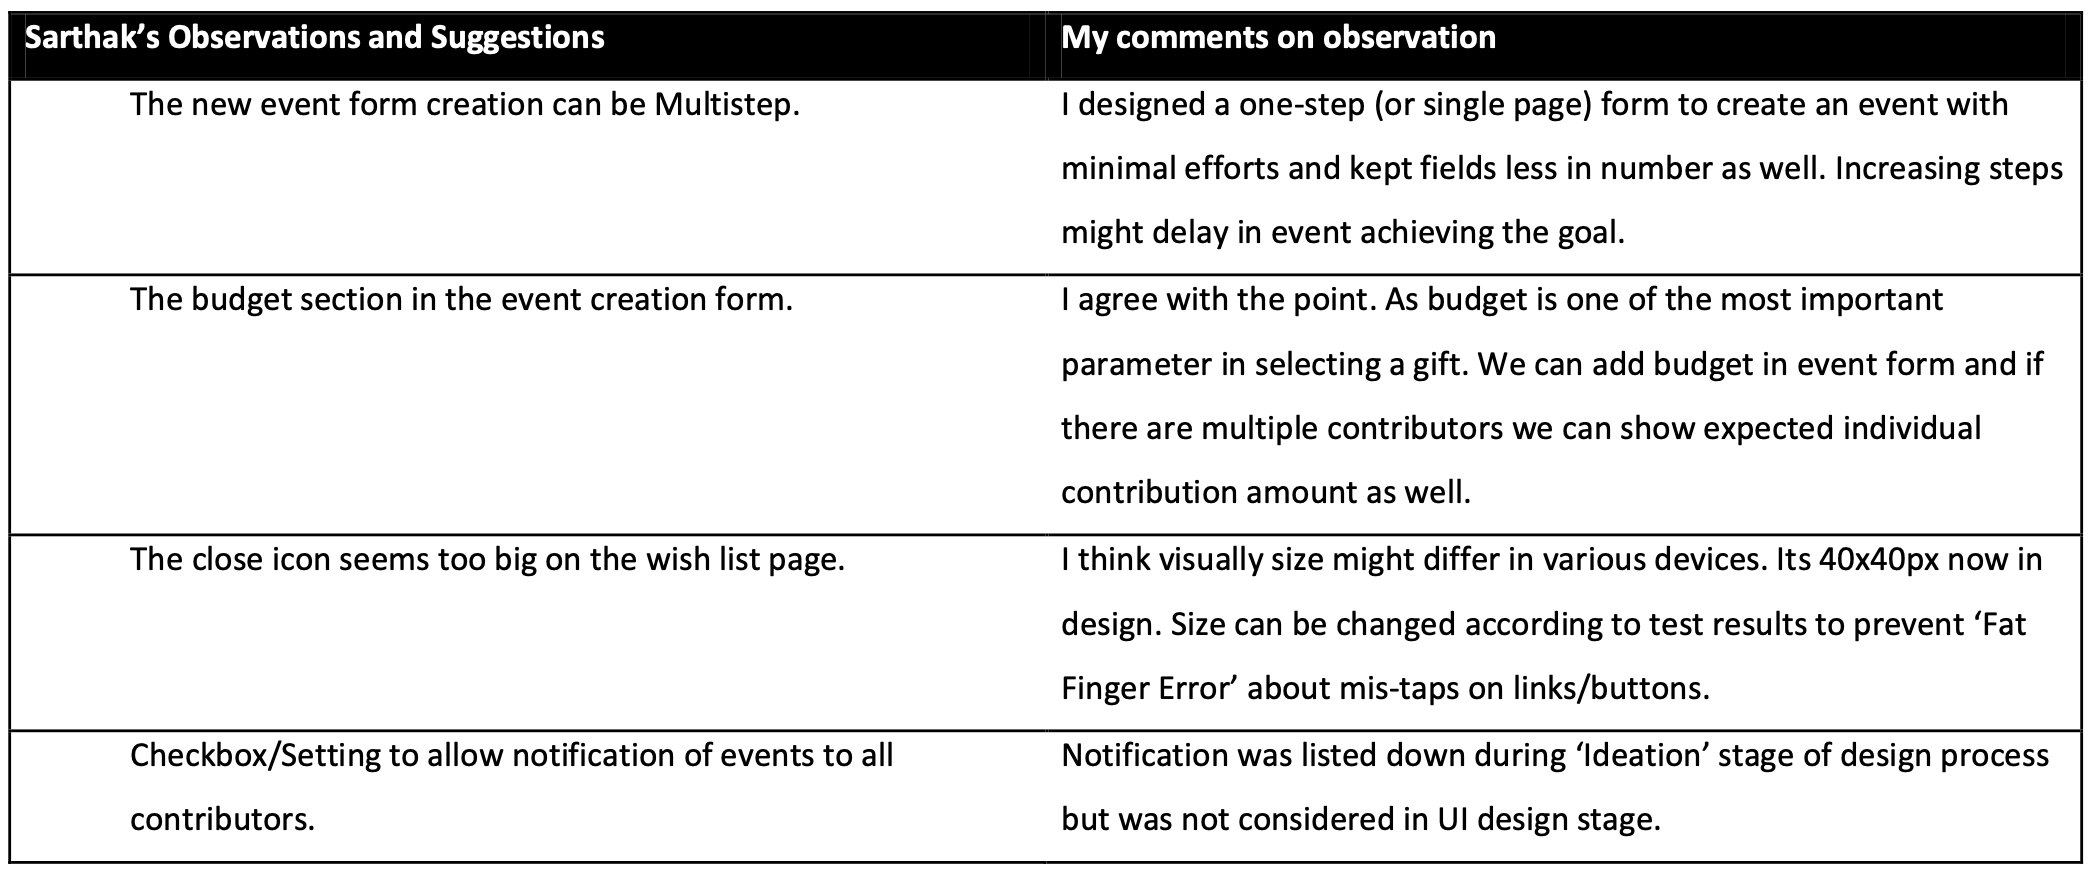 Sarthak’s Observations and Suggestions
My comments on observation
The new event form creation can be Multistep.
I designed a one-step (or single page) form to create an event with
minimal efforts and kept fields less in number as well. Increasing steps
might delay in event achieving the goal.
The budget section in the event creation form.
I agree with the point. As budget is one of the most important
parameter in selecting a gift. We can add budget in event form and if
there are multiple contributors we can show expected individual
contribution amount as well.
The close icon seems too big on the wish list page.
I think visually size might differ in various devices. Its 40x40px now in
design. Size can be changed according to test results to prevent ‘Fat
Finger Error’ about mis-taps on links/buttons.
Checkbox/Setting to allow notification of events to all
contributors.
Notification was listed down during ‘Ideation’ stage of design process
but was not considered in UI design stage.